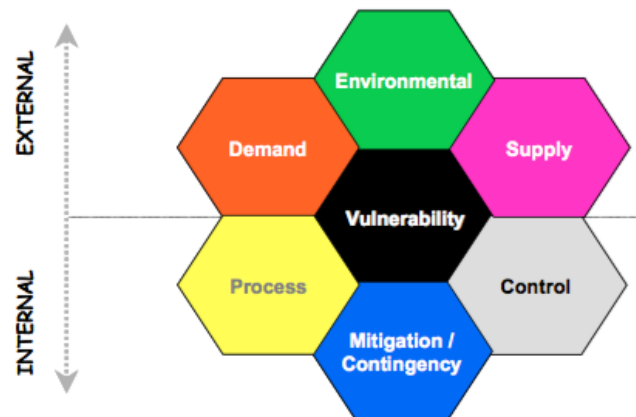 EXTERNAL
Environmental
Demand
Supply
Vulnerability
INTERNAL
Process
Control
Mitigation /
Contingency